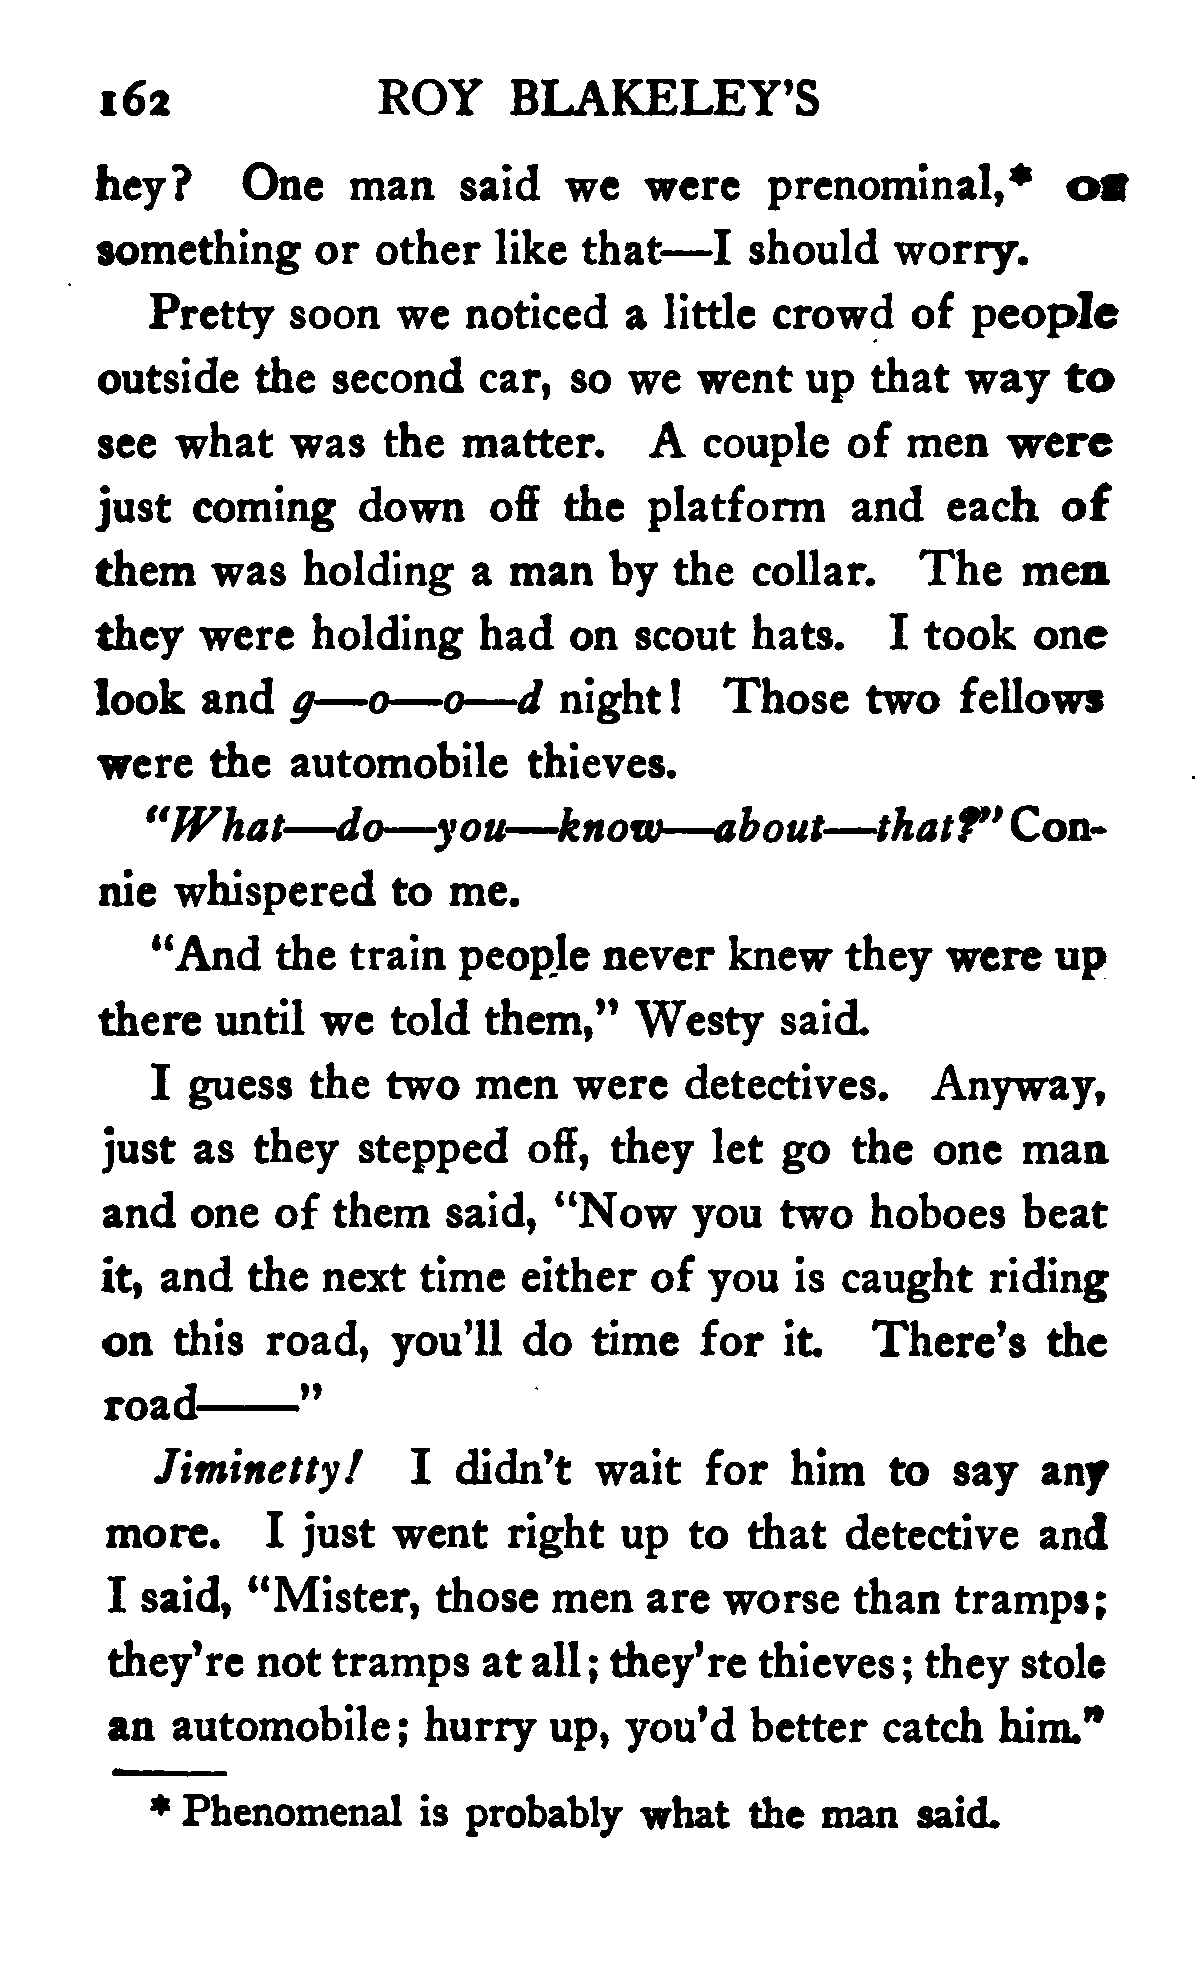 162 ROY BLAKELEY'S
hey? One man said we were prenominal,* or
something or other like that—I should worry.
Pretty soon we noticed a little crowd of people
outside the second car, so we went up that way to
see what was the matter. A couple of men were
just coming down off the platform and each of
them was holding a man by the collar. The men
they were holding had on scout hats. I took one
look and g—o—o—d night! Those two fellows
were the automobile thieves.
"What—do—you—know—about—that?" Con-
nie whispered to me.
"And the train people never knew they were up
there until we told them," Westy said.
I guess the two men were detectives. Anyway,
just as they stepped off, they let go the one man
and one of them said, "Now you two hoboes beat
it, and the next time either of you is caught riding
on this road, you'll do time for it. There's the
road——"
Jiminetty! I didn't wait for him to say any
more. I just went right up to that detective and
I said, "Mister, those men are worse than tramps;
they're not tramps at all; they're thieves; they stole
an automobile; hurry up, you'd better catch him."
* Phenomenal is probably what the man said.